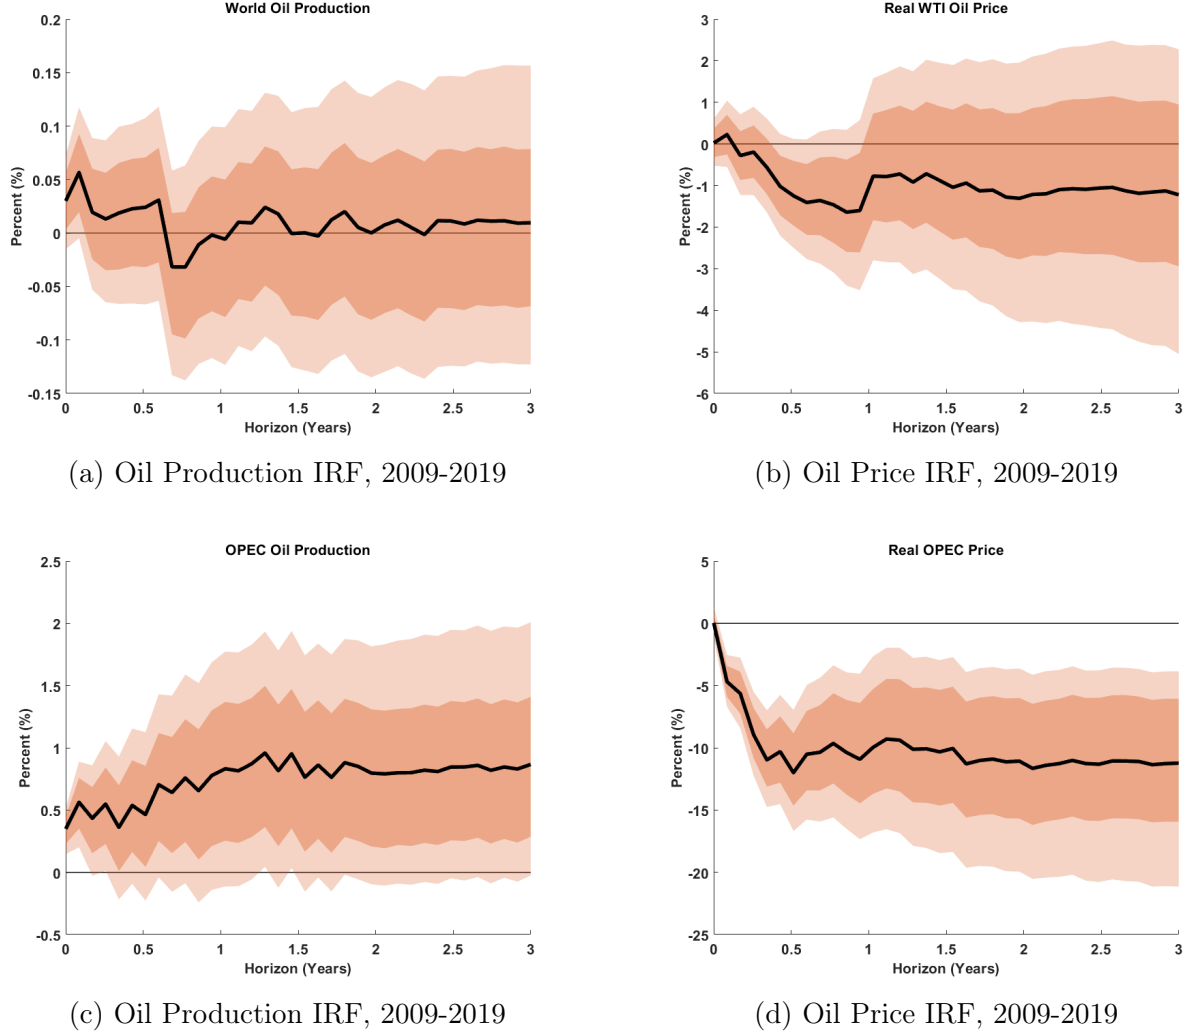 World Oil Production
0.2
0.15
0.1
0.05
0
-0.05
-0.1
-0.15
Percent (%)
0 0.5 1 1.5 2 2.5 3
Horizon (Years)
(a) Oil Production IRF, 2009-2019
Real WTI Oil Price
3
2
1
0
-1
-2
-3
-4
-5
-6
Percent (%)
0 0.5 1 1.5 2 2.5 3
Horizon (Years)
(b) Oil Price IRF, 2009-2019
OPEC Oil Production
2.5
2
1.5
1
0.5
0
-0.5
Percent (%)
0 0.5 1 1.5 2 2.5 3
Horizon (Years)
(c) Oil Production IRF, 2009-2019
Real OPEC Price
5
0
-5
-10
-15
-20
-25
Percent (%)
0 0.5 1 1.5 2 2.5 3
Horizon (Years)
(d) Oil Price IRF, 2009-2019